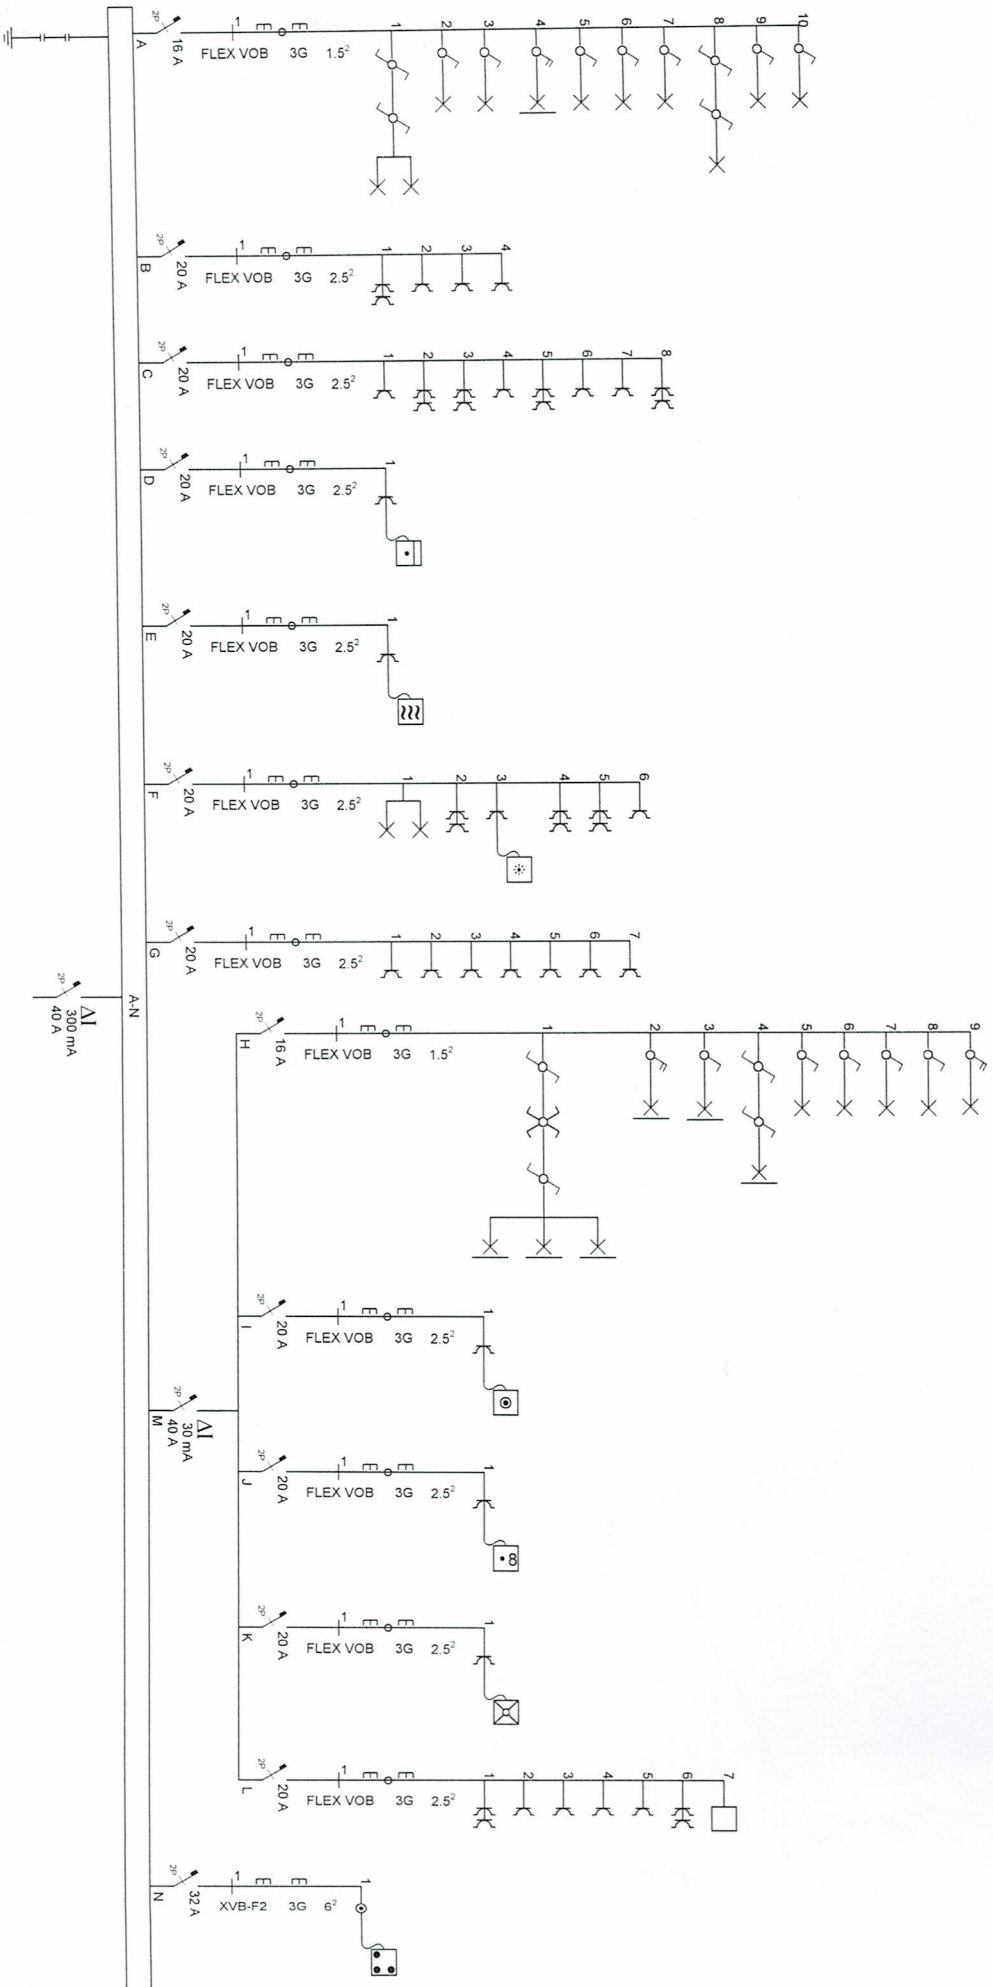 10
9
8
7
6
5
4
3
2
1
A
2P
16 A
1
FLEX VOB 3G 1.5²
4
3
2
1
B
2P
20 A
1
FLEX VOB 3G 2.5²
8
7
6
5
4
3
2
1
C
2P
20 A
1
FLEX VOB 3G 2.5²
1
D
2P
20 A
1
FLEX VOB 3G 2.5²
1
E
2P
20 A
1
FLEX VOB 3G 2.5²
6
5
4
3
2
1
F
2P
20 A
1
FLEX VOB 3G 2.5²
7
6
5
4
3
2
1
G
2P
20 A
1
FLEX VOB 3G 2.5²
A-N
2P
ΔI
300 mA
40 A
9
8
7
6
5
4
3
2
1
H
2P
16 A
1
FLEX VOB 3G 1.5²
1
I
2P
20 A
1
FLEX VOB 3G 2.5²
M
2P
ΔI
30 mA
40 A
1
J
2P
20 A
1
FLEX VOB 3G 2.5²
1
K
2P
20 A
1
FLEX VOB 3G 2.5²
7
6
5
4
3
2
1
L
2P
20 A
1
FLEX VOB 3G 2.5²
1
N
2P
32 A
1
XVB-F2 3G 6²